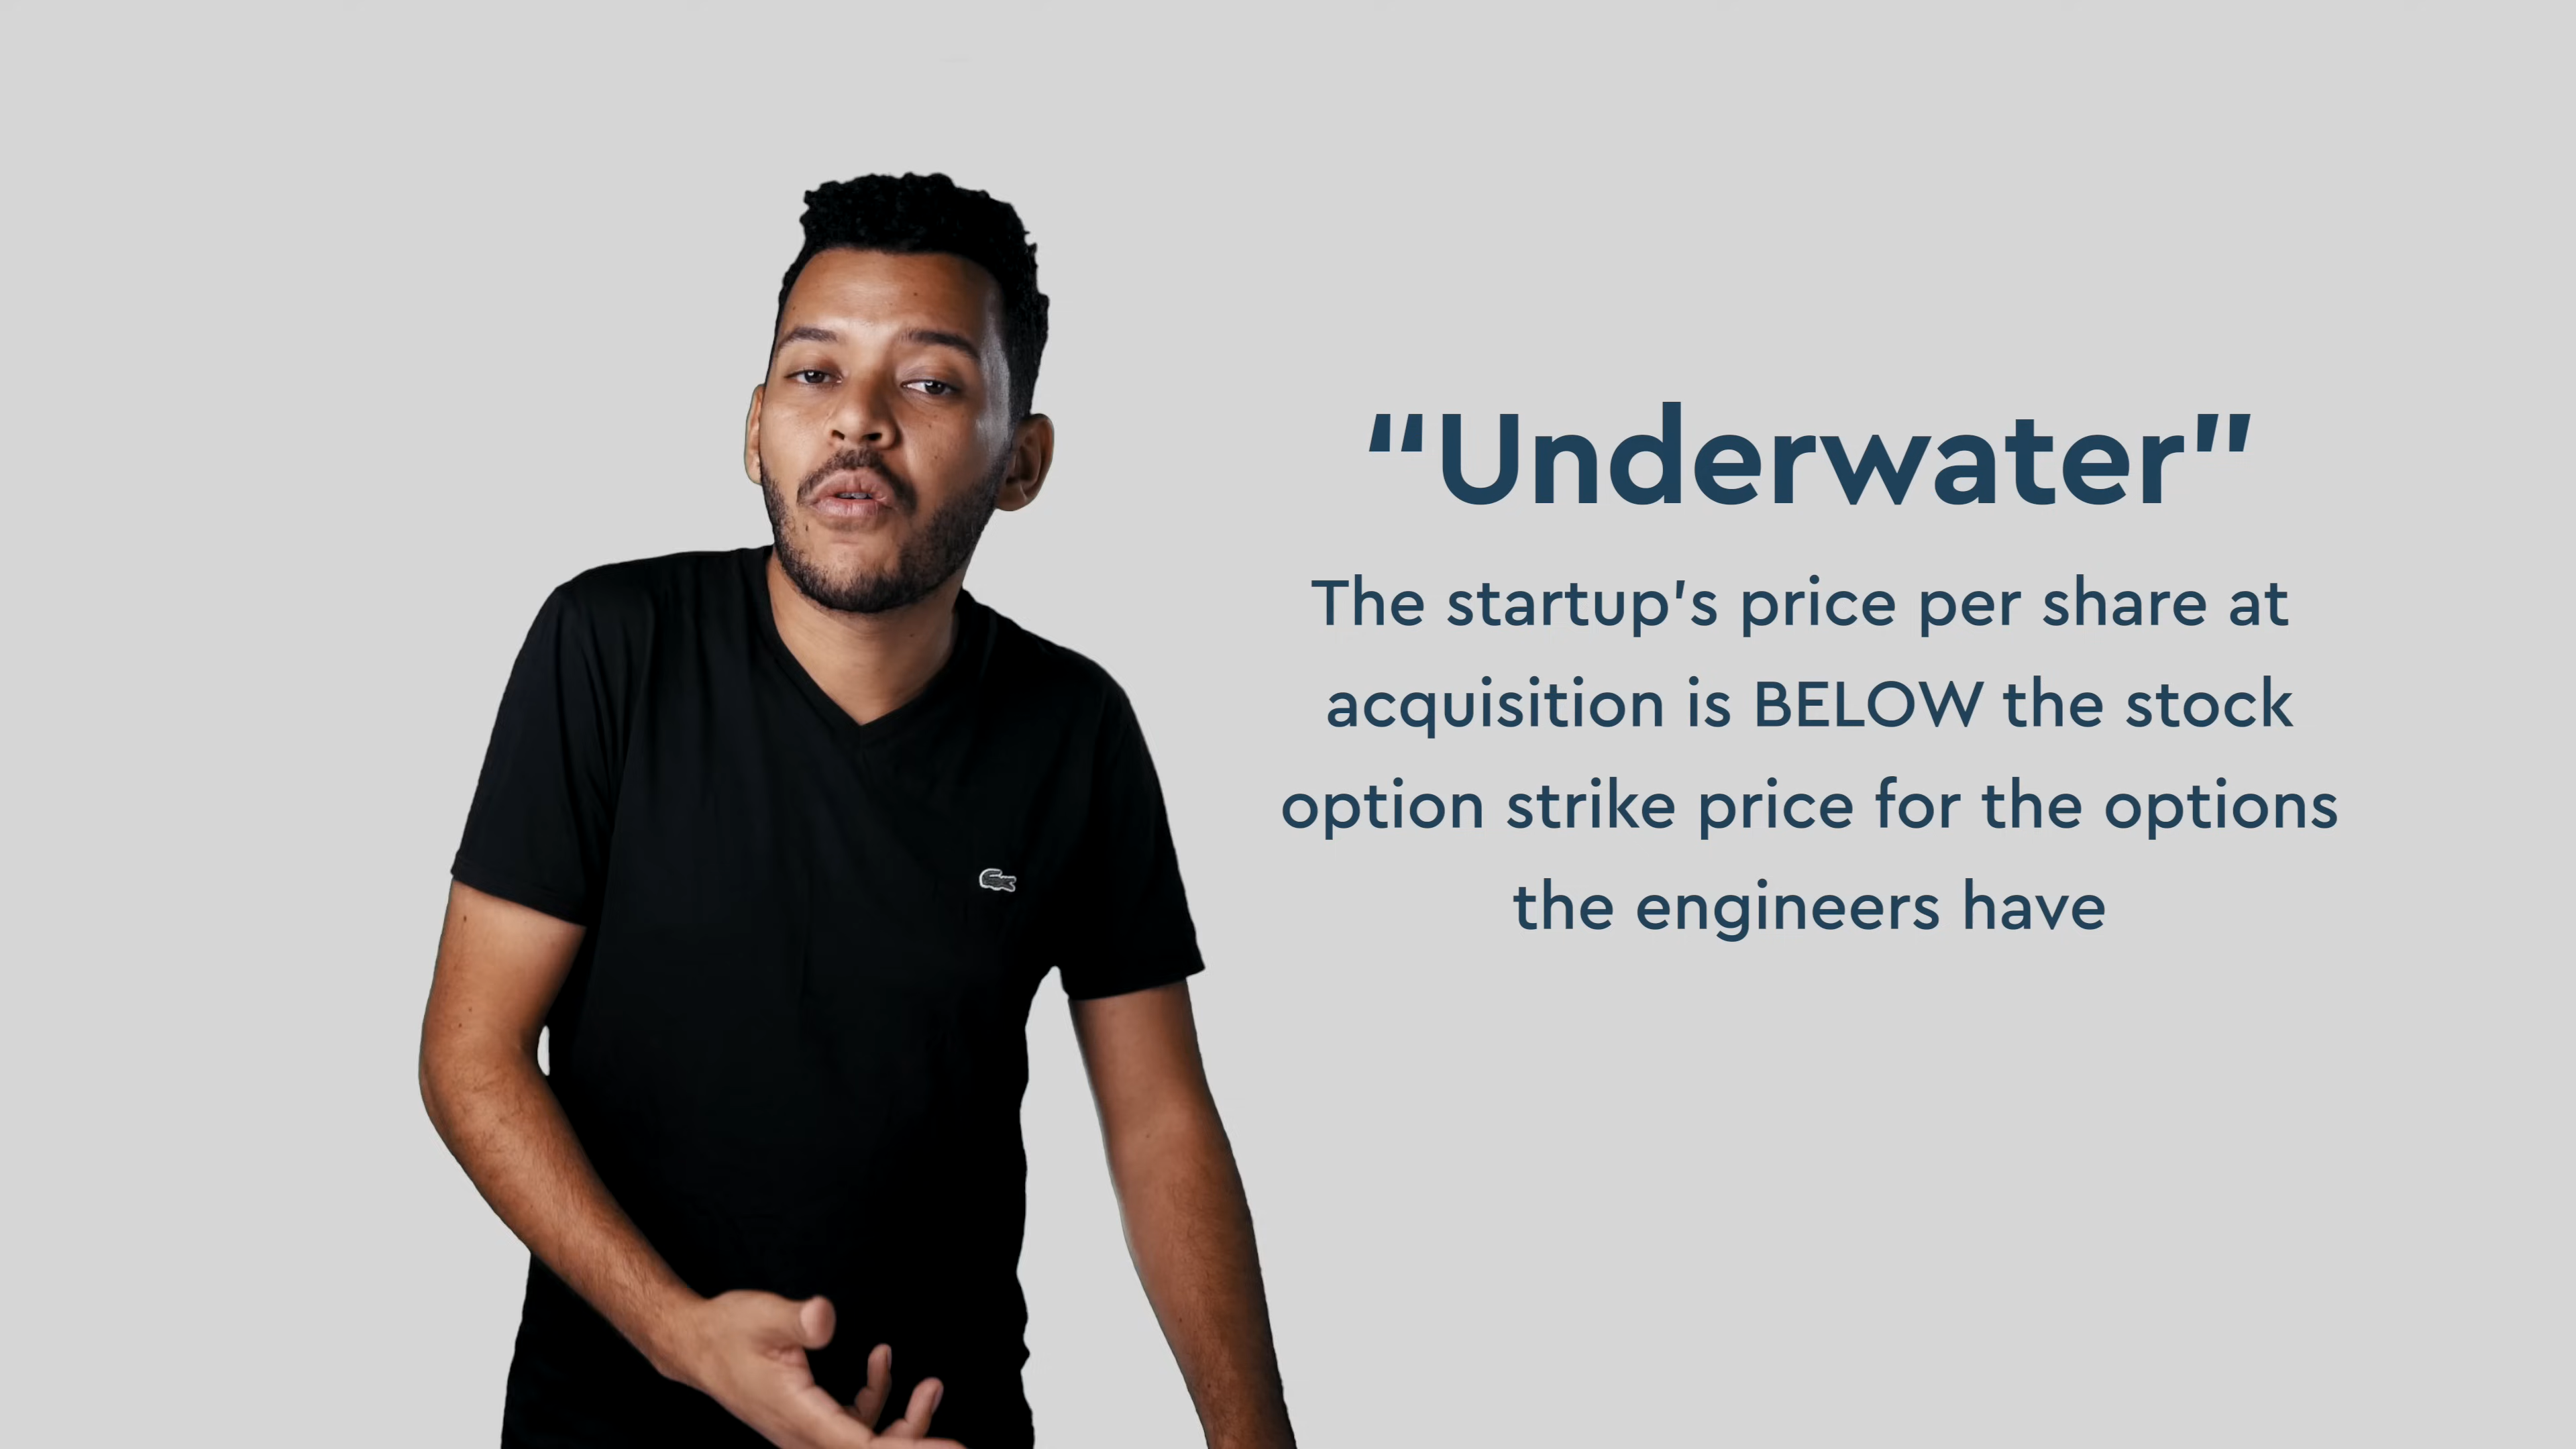 “Underwater”
The startup’s price per share at
acquisition is BELOW the stock
option strike price for the options
the engineers have